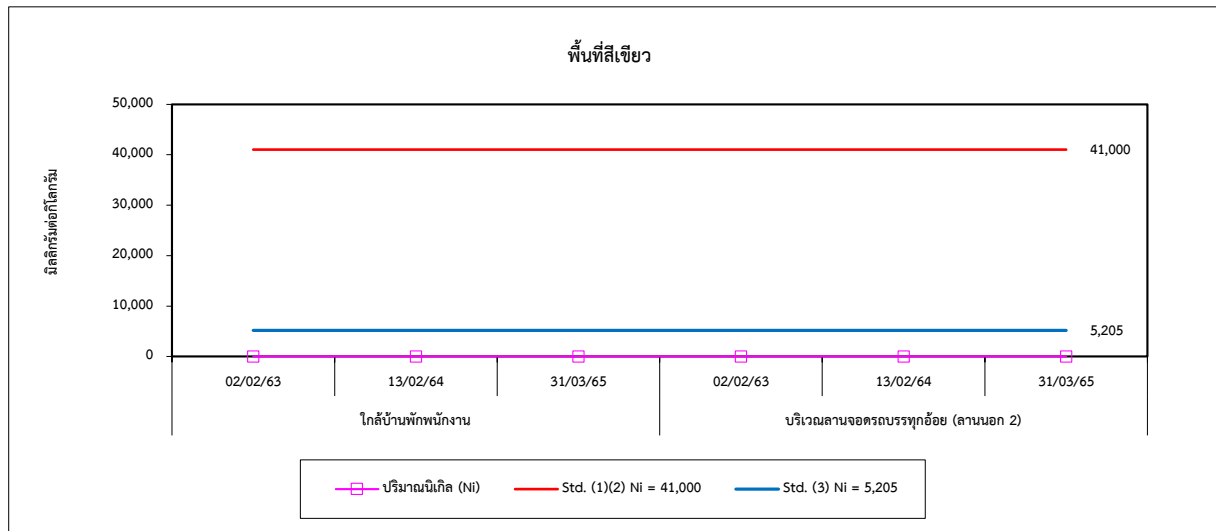 พื้นที่สีเขียว
มิลลิกรัมต่อกิโลกรัม
50,000
40,000
30,000
20,000
10,000
0
41,000
5,205
02/02/63 13/02/64 31/03/65 02/02/63 13/02/64 31/03/65
ใกล้บ้านพักพนักงาน บริเวณลานจอดรถบรรทุกอ้อย (ลานนอก 2)
ปริมาณนิเกิล (Ni) Std. (1)(2) Ni = 41,000 Std. (3) Ni = 5,205